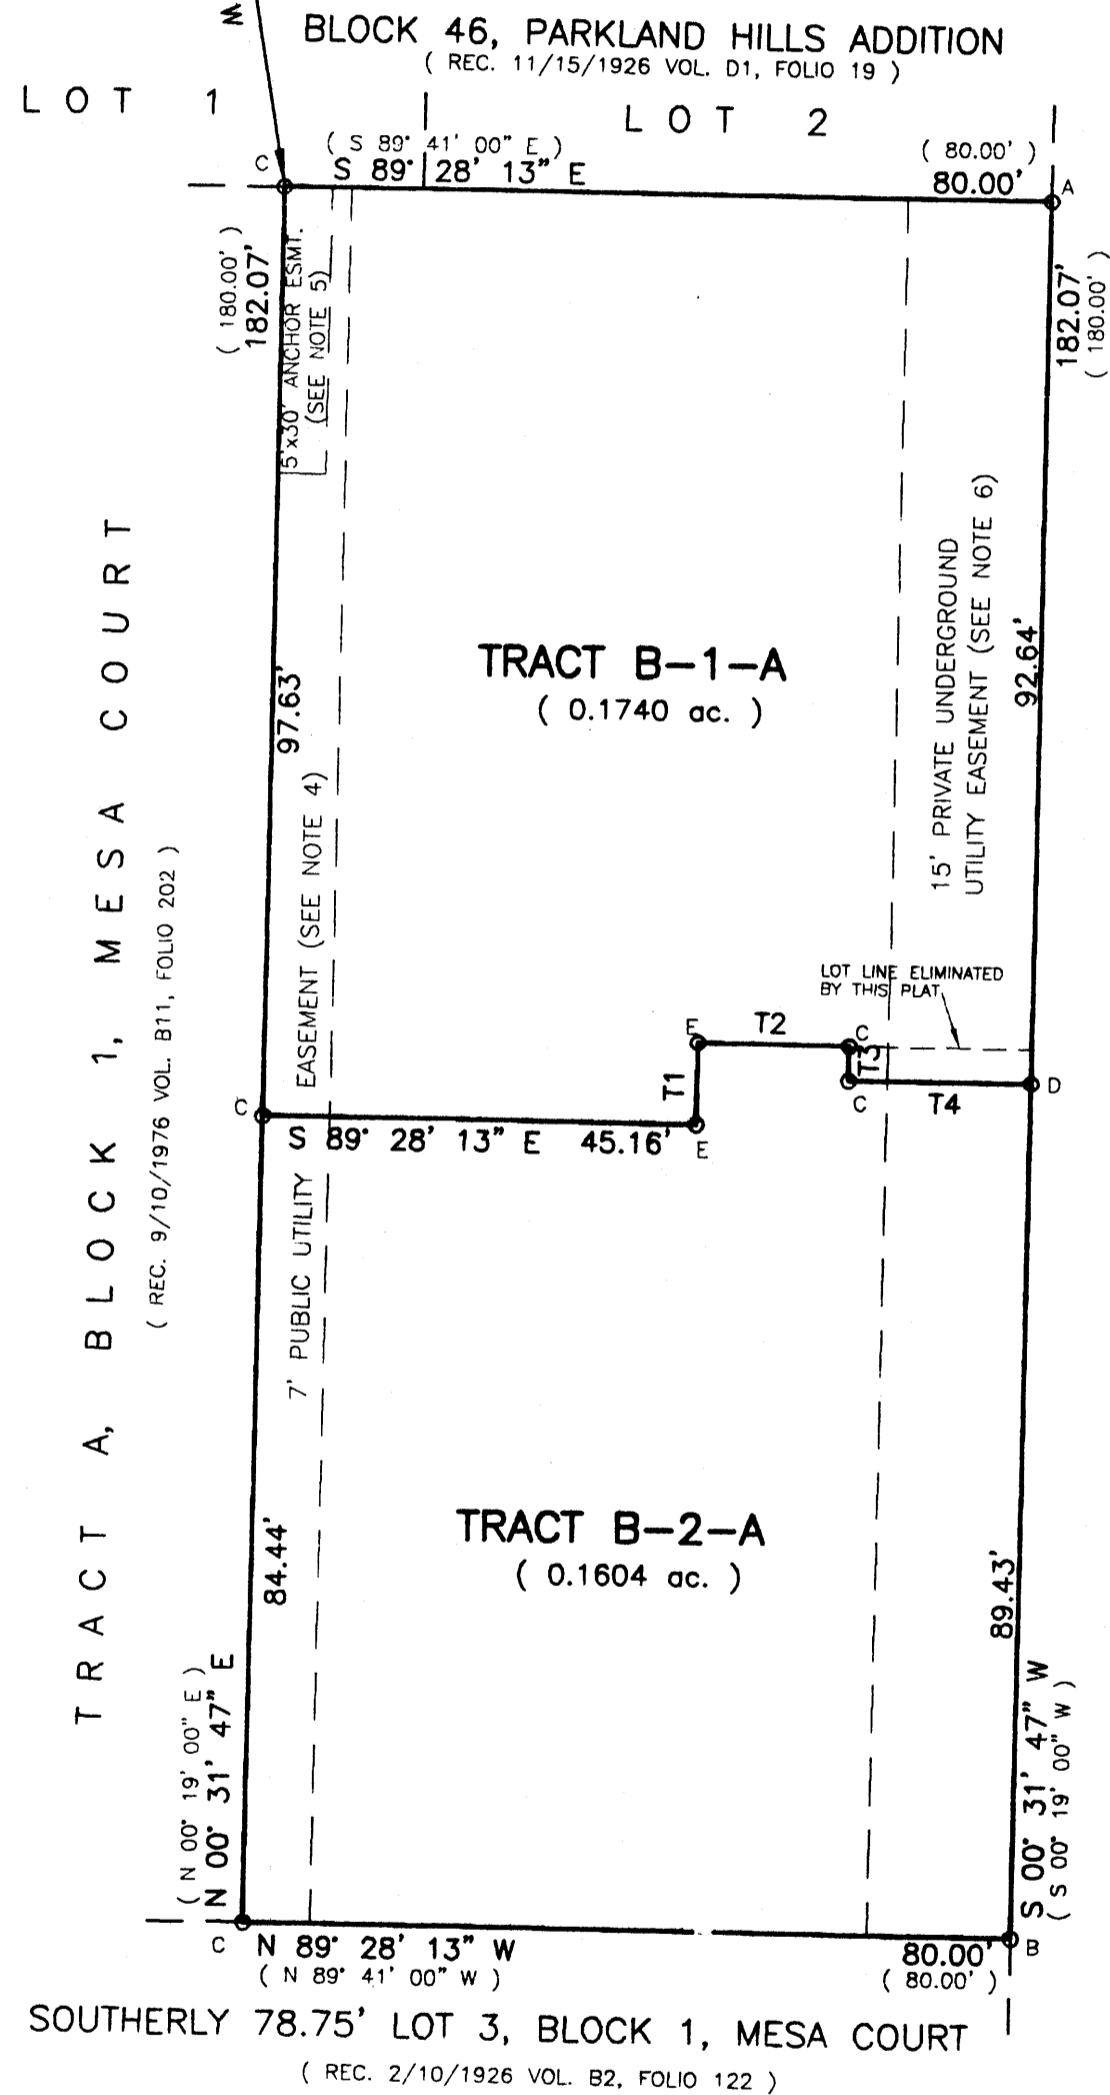 BLOCK 46, PARKLAND HILLS ADDITION
( REC. 11/15/1926 VOL. D1, FOLIO 19 )
LOT 1
LOT 2
( S 89° 41' 00" E )
S 89° 28' 13" E
( 80.00' )
80.00'
C
A
( 180.00' )
182.07'
5'x30' ANCHOR ESMT.
(SEE NOTE 5)
182.07'
( 180.00' )
TRACT A, BLOCK 1, MESA COURT
( REC. 9/10/1976 VOL. B11, FOLIO 202 )
97.63'
TRACT B-1-A
( 0.1740 ac. )
15' PRIVATE UNDERGROUND
UTILITY EASEMENT (SEE NOTE 6)
92.64'
7' PUBLIC UTILITY EASEMENT (SEE NOTE 4)
LOT LINE ELIMINATED
BY THIS PLAT
E
T2
C
T1
T3
C
T4
D
C
S 89° 28' 13" E 45.16'
E
TRACT B-2-A
( 0.1604 ac. )
84.44'
89.43'
( N 00° 19' 00" E )
N 00° 31' 47" E
S 00° 31' 47" W
( S 00° 19' 00" W )
C
N 89° 28' 13" W
( N 89° 41' 00" W )
80.00'
( 80.00' )
B
SOUTHERLY 78.75' LOT 3, BLOCK 1, MESA COURT
( REC. 2/10/1926 VOL. B2, FOLIO 122 )